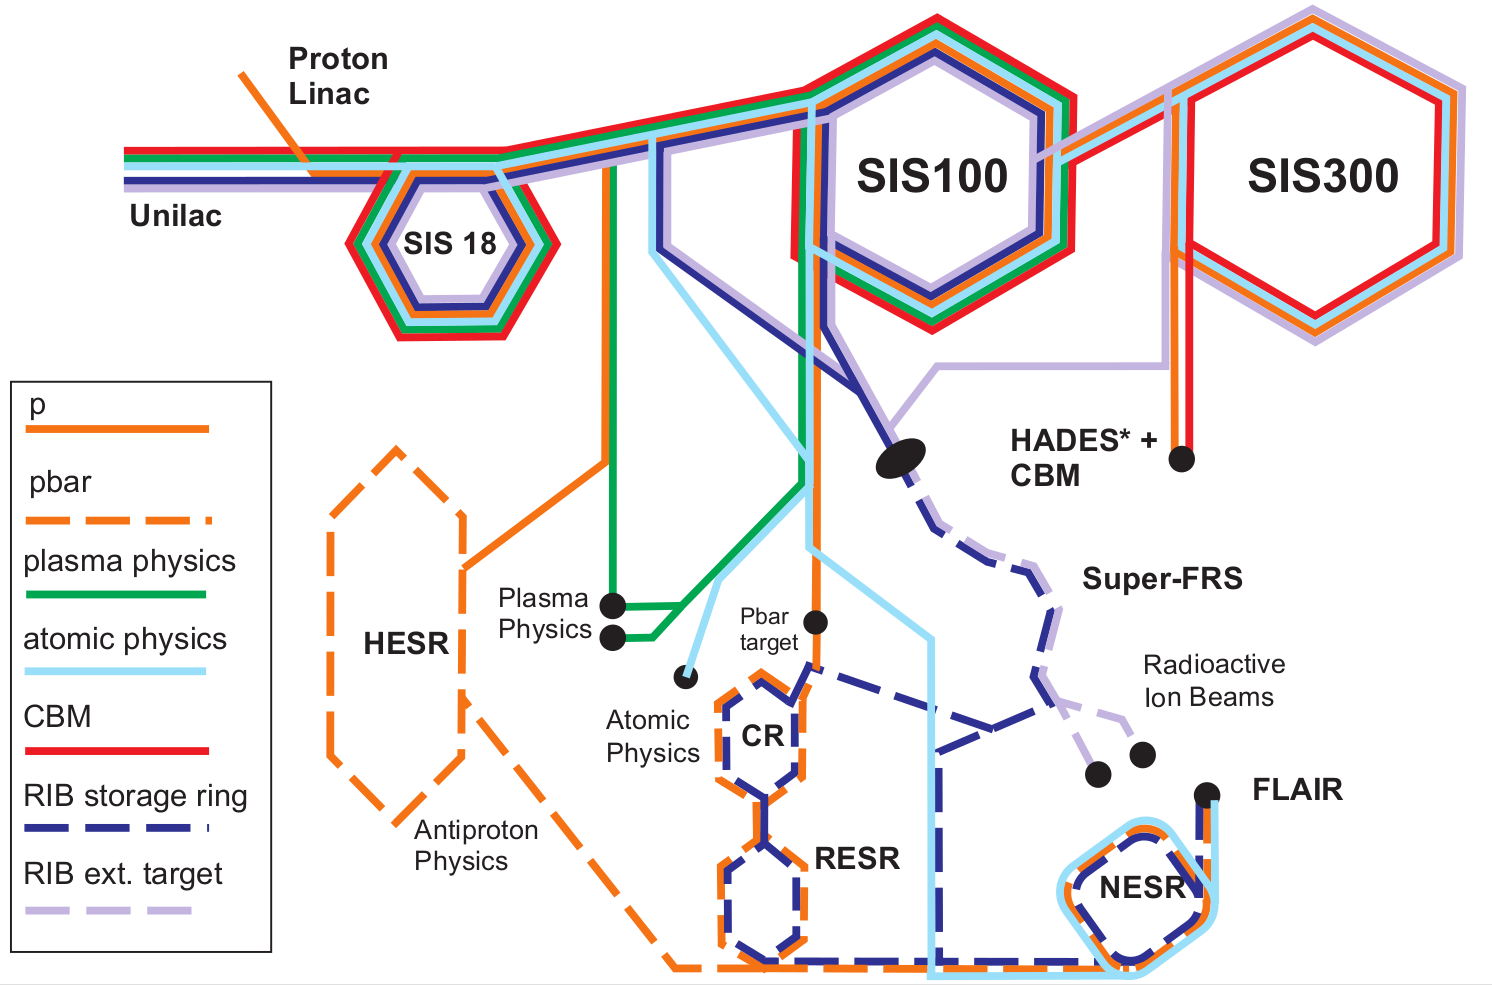 Proton
Linac
Unilac
SIS 18
SIS100
SIS300
p
pbar
plasma physics
atomic physics
CBM
RIB storage ring
RIB ext. target
HADES* +
CBM
HESR
Plasma
Physics
Pbar
target
Super-FRS
Radioactive
Ion Beams
Atomic
Physics
CR
FLAIR
Antiproton
Physics
RESR
NESR